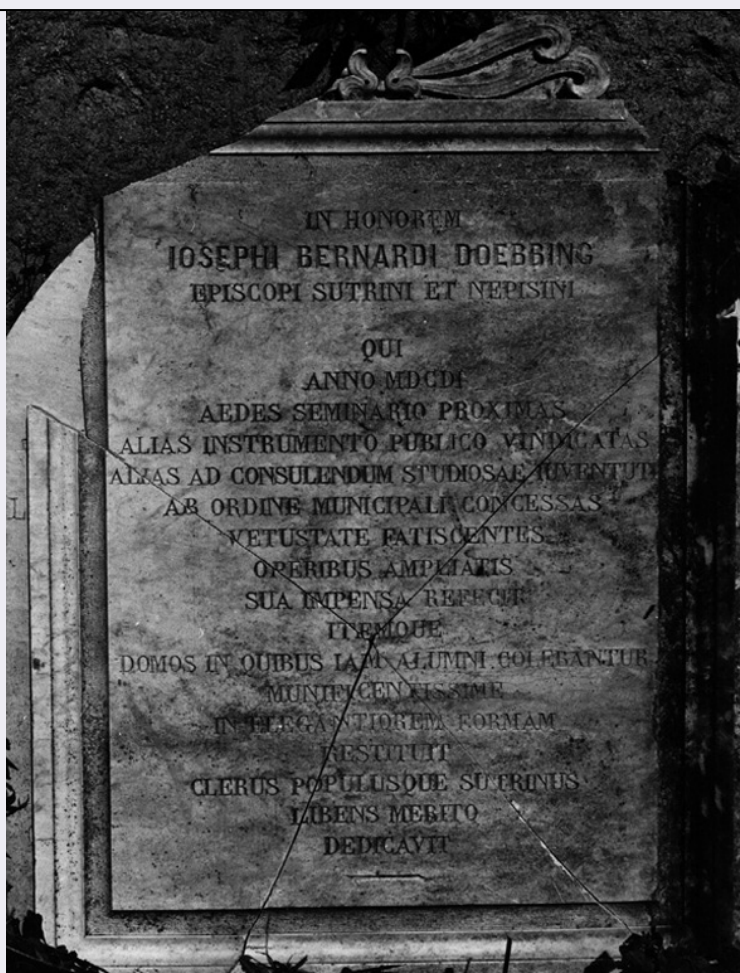 IN HONOREM
IOSEPHI BERNARDI DOEBBING
EPISCOPI SUTRINI ET NEPISINI
QUI
ANNO MDCDI
AEDES SEMINARIO PROXIMAS
ALIAS INSTRUMENTO PUBLICO VINDICATAS
ALIAS AD CONSULENDUM STUDIOSAE IUVENTUTI
AB ORDINE MUNICIPALI CONCESSAS
VETUSTATE FATISCENTES
OPERIBUS AMPLIATIS
SUA IMPENSA REFECIT
ITEMQUE
DOMOS IN QUIBUS IAM ALUMNI COLEBANTUR
MUNIFICENTISSIME
IN ELEGANTIOREM FORMAM
RESTITUIT
CLERUS POPULUSQUE SUTRINUS
LIBENS MERITO
DEDICAVIT